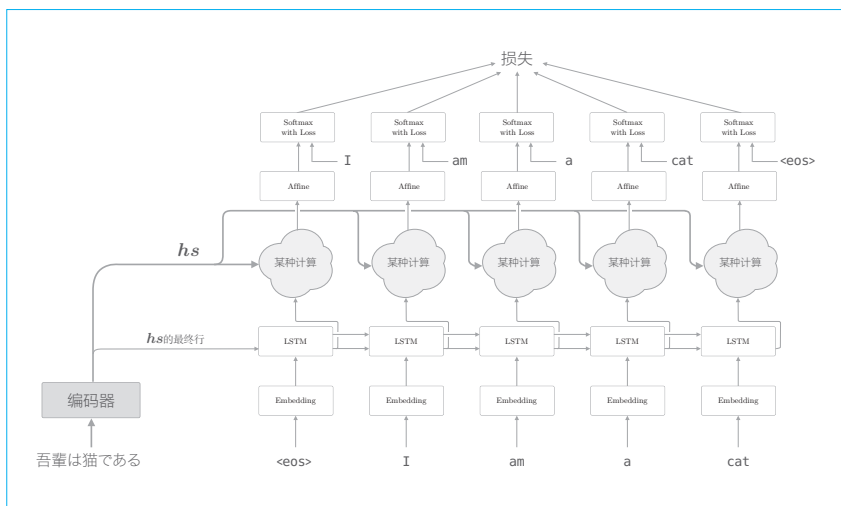 损失
Softmax
with Loss
Softmax
with Loss
Softmax
with Loss
Softmax
with Loss
Softmax
with Loss
I
am
a
cat
<eos>
Affine
Affine
Affine
Affine
Affine
hs
某种计算
某种计算
某种计算
某种计算
某种计算
hs的最终行
LSTM
LSTM
LSTM
LSTM
LSTM
编码器
Embedding
Embedding
Embedding
Embedding
Embedding
吾輩は猫である
<eos>
I
am
a
cat